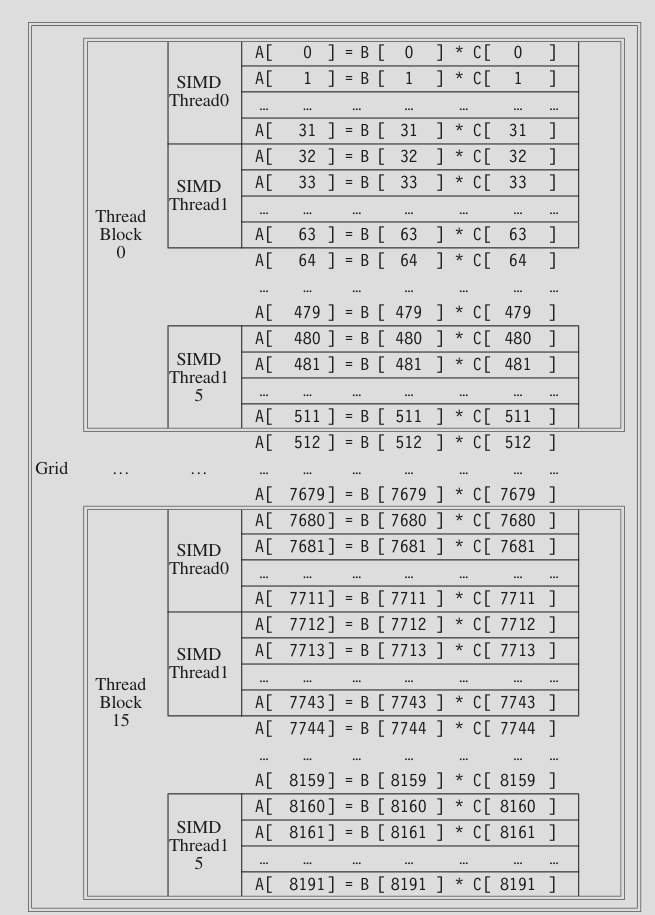 A[ 0 ] = B [ 0 ] * C[ 0 ]
SIMD
Thread0
A[ 1 ] = B [ 1 ] * C[ 1 ]
… … … … … … …
A[ 31 ] = B [ 31 ] * C[ 31 ]
A[ 32 ] = B [ 32 ] * C[ 32 ]
SIMD
Thread1
A[ 33 ] = B [ 33 ] * C[ 33 ]
… … … … … … …
Thread
Block
0
A[ 63 ] = B [ 63 ] * C[ 63 ]
A[ 64 ] = B [ 64 ] * C[ 64 ]
… … … … … … …
A[ 479 ] = B [ 479 ] * C[ 479 ]
A[ 480 ] = B [ 480 ] * C[ 480 ]
SIMD
Thread1
5
A[ 481 ] = B [ 481 ] * C[ 481 ]
… … … … … … …
A[ 511 ] = B [ 511 ] * C[ 511 ]
A[ 512 ] = B [ 512 ] * C[ 512 ]
Grid … … … … … … … … …
A[ 7679 ] = B [ 7679 ] * C[ 7679 ]
A[ 7680 ] = B [ 7680 ] * C[ 7680 ]
SIMD
Thread0
A[ 7681 ] = B [ 7681 ] * C[ 7681 ]
… … … … … … …
A[ 7711 ] = B [ 7711 ] * C[ 7711 ]
A[ 7712 ] = B [ 7712 ] * C[ 7712 ]
SIMD
Thread1
A[ 7713 ] = B [ 7713 ] * C[ 7713 ]
… … … … … … …
Thread
Block
15
A[ 7743 ] = B [ 7743 ] * C[ 7743 ]
A[ 7744 ] = B [ 7744 ] * C[ 7744 ]
… … … … … … …
A[ 8159 ] = B [ 8159 ] * C[ 8159 ]
A[ 8160 ] = B [ 8160 ] * C[ 8160 ]
SIMD
Thread1
5
A[ 8161 ] = B [ 8161 ] * C[ 8161 ]
… … … … … … …
A[ 8191 ] = B [ 8191 ] * C[ 8191 ]